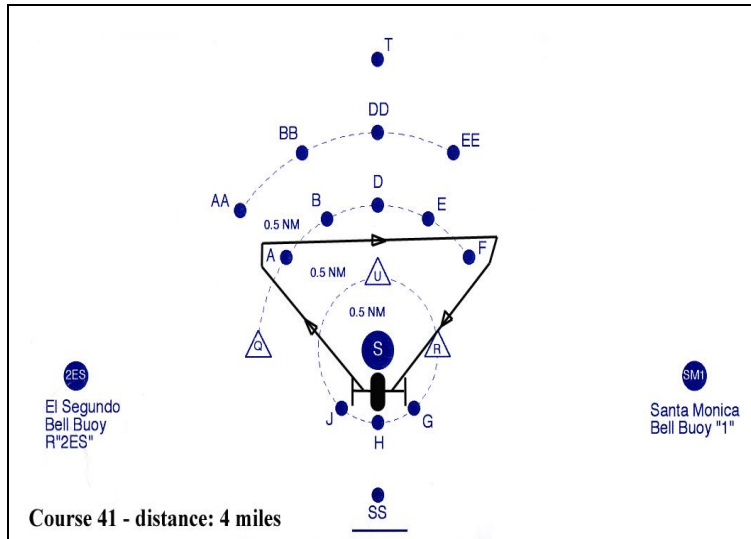 T
DD
BB
EE
AA
D
B
E
0.5 NM
A
F
0.5 NM
U
0.5 NM
Q
S
R
2ES
SM1
El Segundo
Bell Buoy
R"2ES"
Santa Monica
Bell Buoy "1"
J
G
H
SS
Course 41 - distance: 4 miles